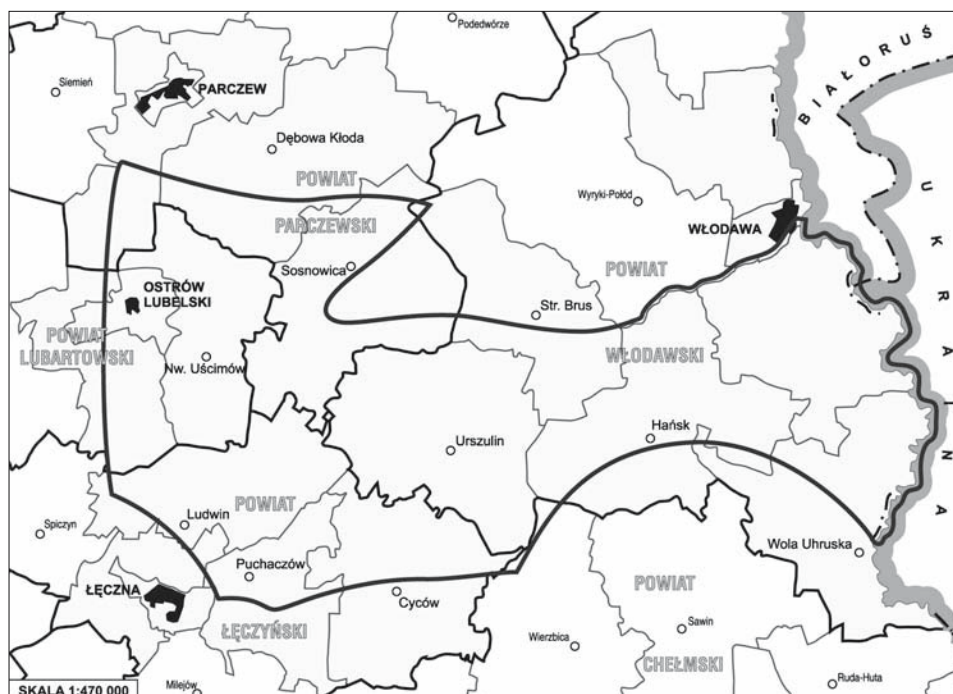 Podedwórze
Siemień
PARCZEW
BIAŁORUŚ
Dębowa Kłoda
POWIAT
PARCZEWSKI
Wyryki-Połód
UKRAINA
WŁODAWA
Sosnowica
POWIAT
WŁODAWSKI
OSTRÓW
LUBELSKI
Str. Brus
POWIAT
LUBARTOWSKI
Nw. Uścimów
Hańsk
Urszulin
POWIAT
ŁĘCZYŃSKI
Ludwin
Spiczyn
Wola Uhruska
Puchaczów
POWIAT
CHEŁMSKI
ŁĘCZNA
Cyców
Sawin
Wierzbica
Ruda-Huta
Milejów
SKALA 1:470 000